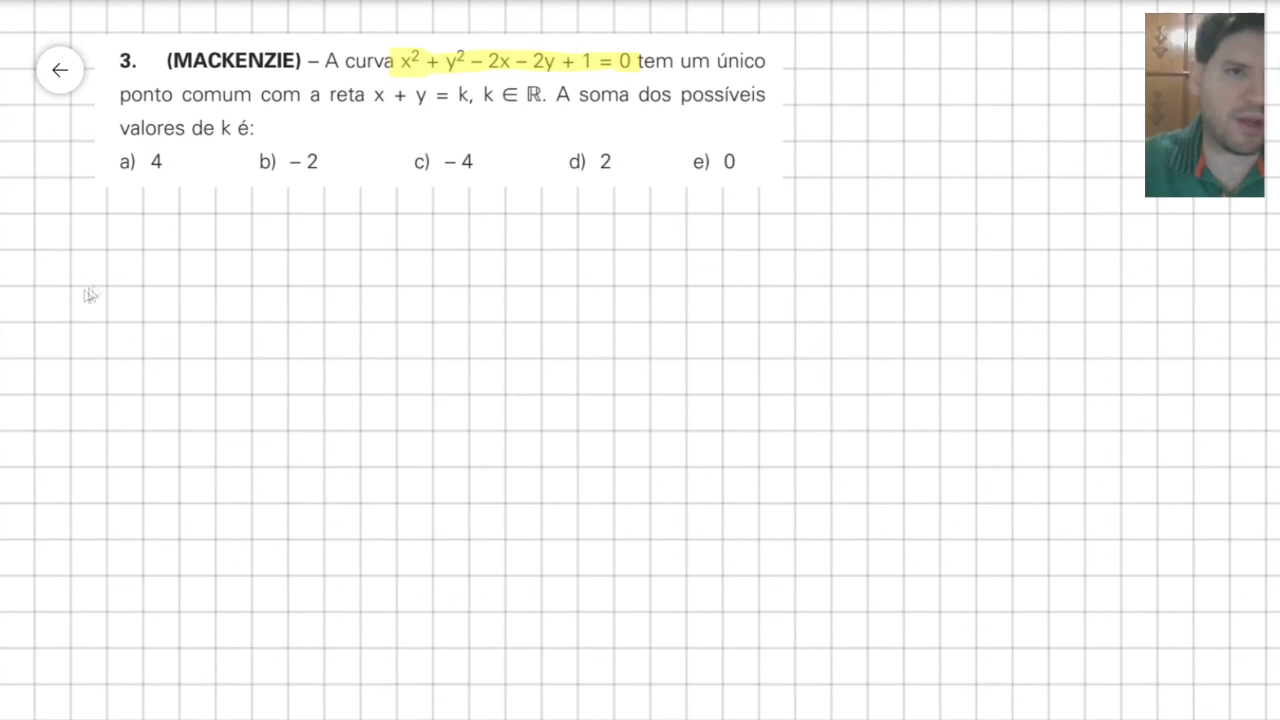 3. (MACKENZIE) – A curva x² + y² – 2x – 2y + 1 = 0 tem um único
ponto comum com a reta x + y = k, k ∈ ℝ. A soma dos possíveis
valores de k é:
a) 4 b) – 2 c) – 4 d) 2 e) 0